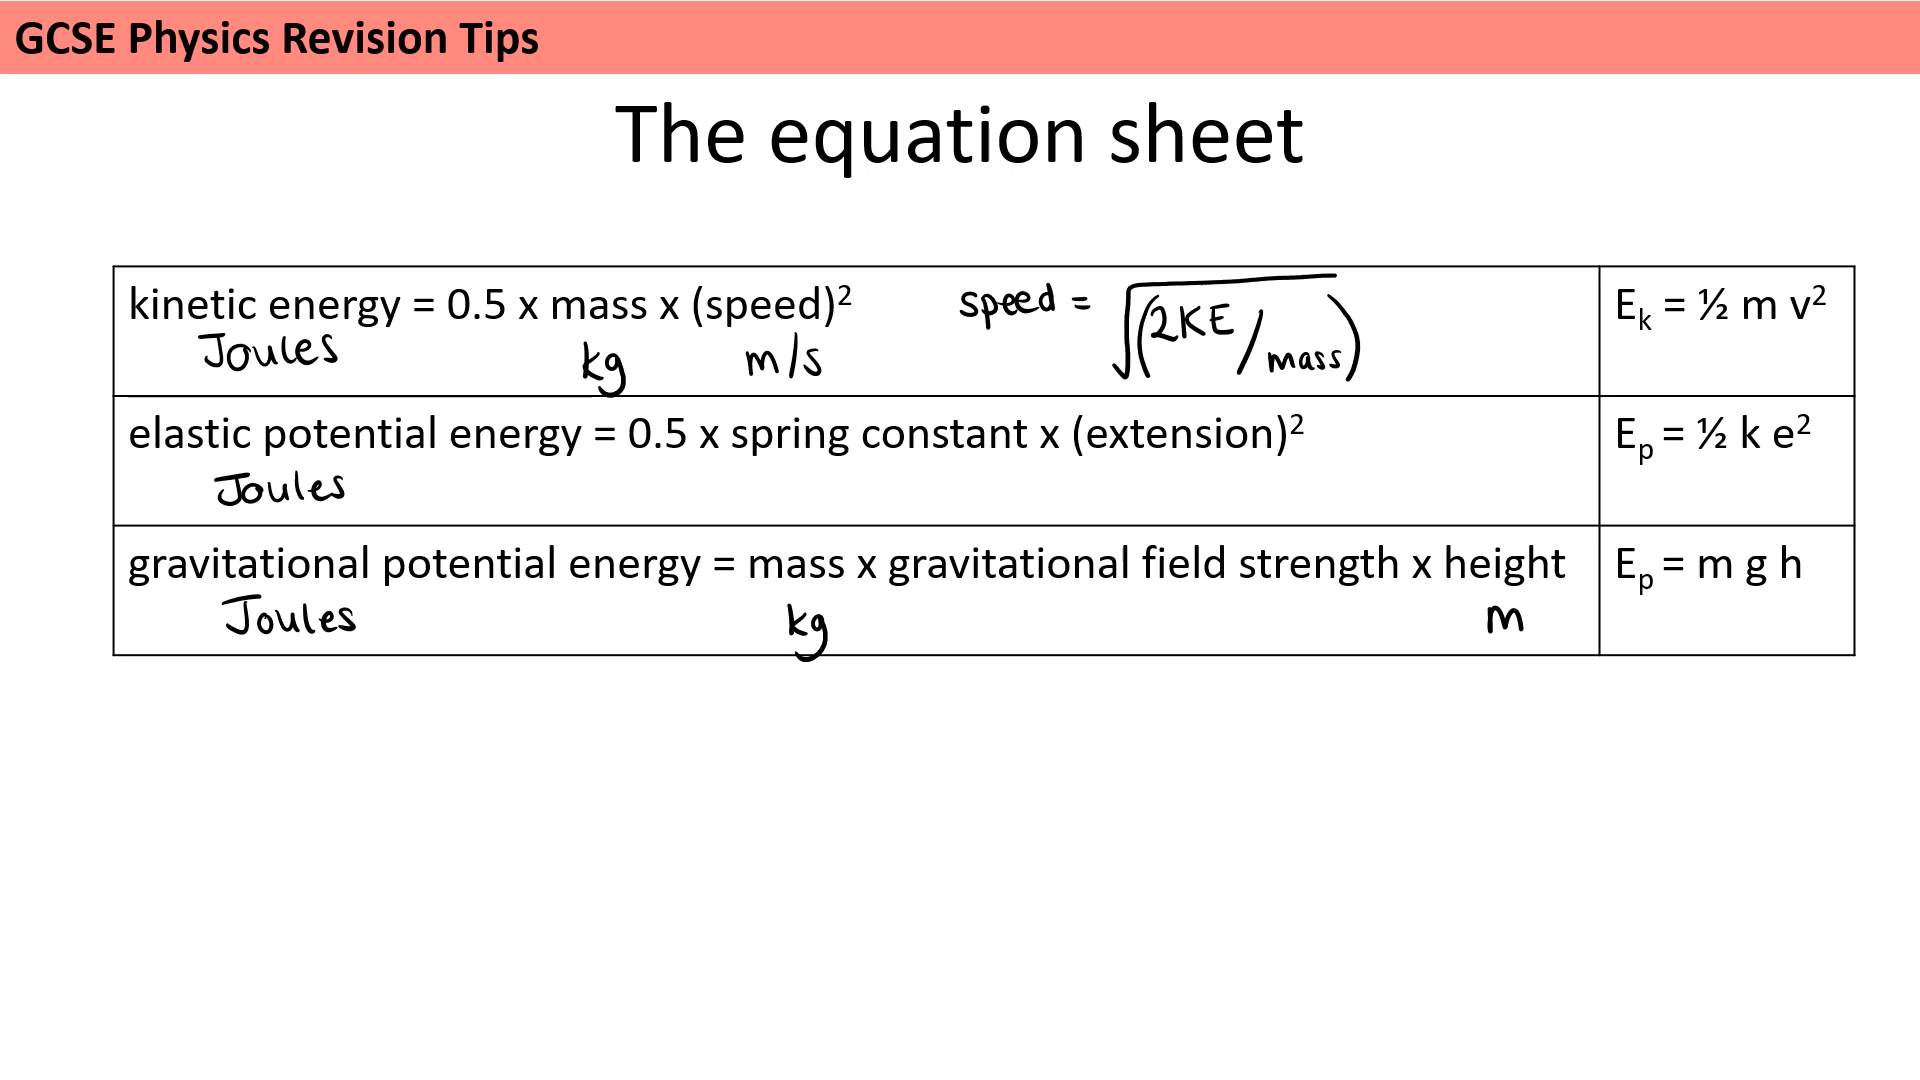 GCSE Physics Revision Tips
The equation sheet
kinetic energy = 0.5 x mass x (speed)² speed = √(2KE/mass) Eₖ = ½ m v²
Joules kg m/s
elastic potential energy = 0.5 x spring constant x (extension)² Eₚ = ½ k e²
Joules
gravitational potential energy = mass x gravitational field strength x height Eₚ = m g h
Joules kg m